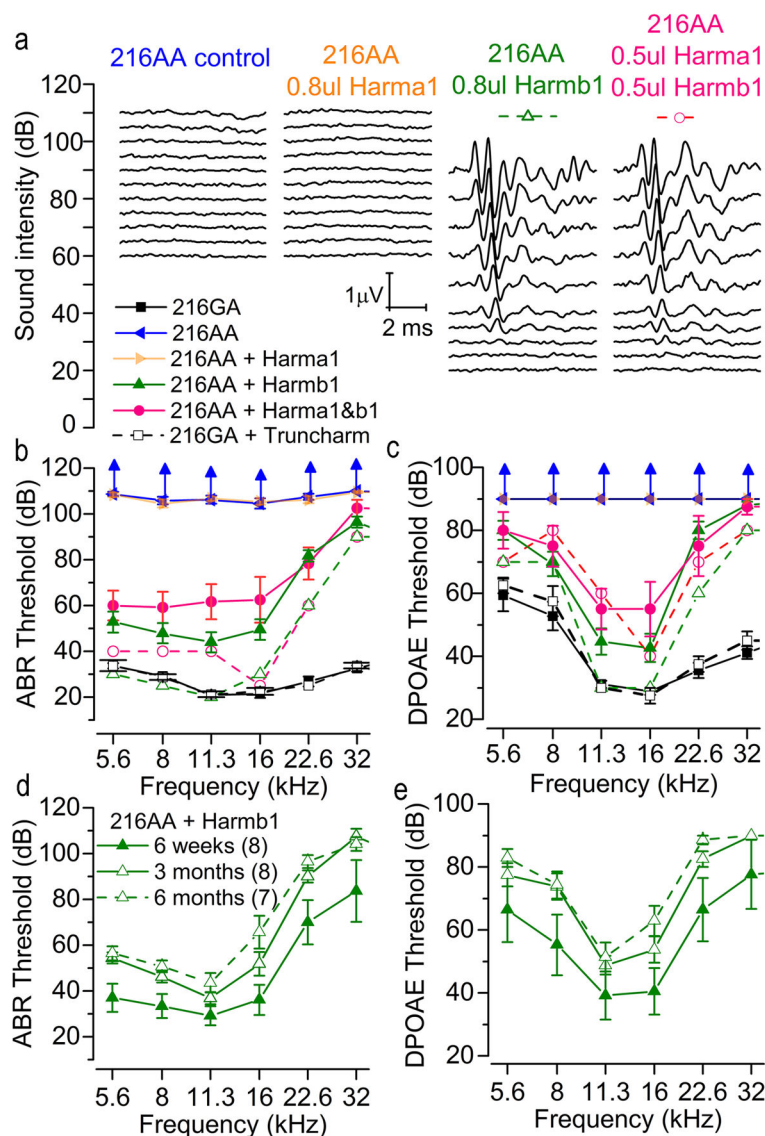 a
216AA control
216AA
0.8ul Harma1
216AA
0.8ul Harmb1
216AA
0.5ul Harma1
0.5ul Harmb1
Sound intensity (dB)
120
100
80
60
40
20
0
1μV
2 ms
216GA
216AA
216AA + Harma1
216AA + Harmb1
216AA + Harma1&b1
216GA + Truncharm
b
ABR Threshold (dB)
120
100
80
60
40
20
5.6 8 11.3 16 22.6 32
Frequency (kHz)
c
DPOAE Threshold (dB)
100
80
60
40
20
5.6 8 11.3 16 22.6 32
Frequency (kHz)
d
ABR Threshold (dB)
120
100
80
60
40
20
216AA + Harmb1
6 weeks (8)
3 months (8)
6 months (7)
5.6 8 11.3 16 22.6 32
Frequency (kHz)
e
DPOAE Threshold (dB)
100
80
60
40
20
5.6 8 11.3 16 22.6 32
Frequency (kHz)